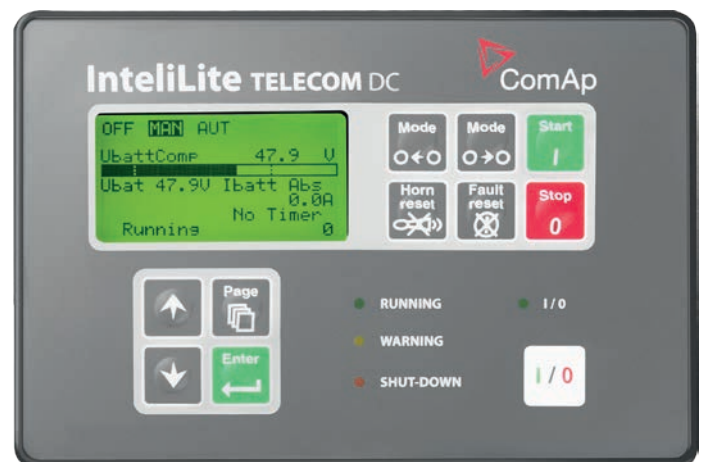 InteliLite TELECOM DC
ComAp
OFF MAN AUT
UbattComp 47.9 V
Ubat 47.9V Ibatt Abs
0.0A
No Timer
Running 0
Mode
Mode
Start
I
Horn
reset
Fault
reset
Stop
0
Page
Enter
RUNNING
I/0
WARNING
SHUT-DOWN
I / 0